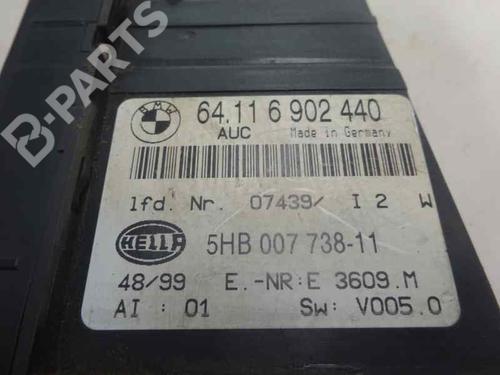 B-PARTS
BMW
64.11 6 902 440
AUC Made in Germany
lfd. Nr. 07439/ I 2 W
HELLA 5HB 007 738-11
48/99 E.-NR:E 3609.M
AI : 01 Sw: V005.0